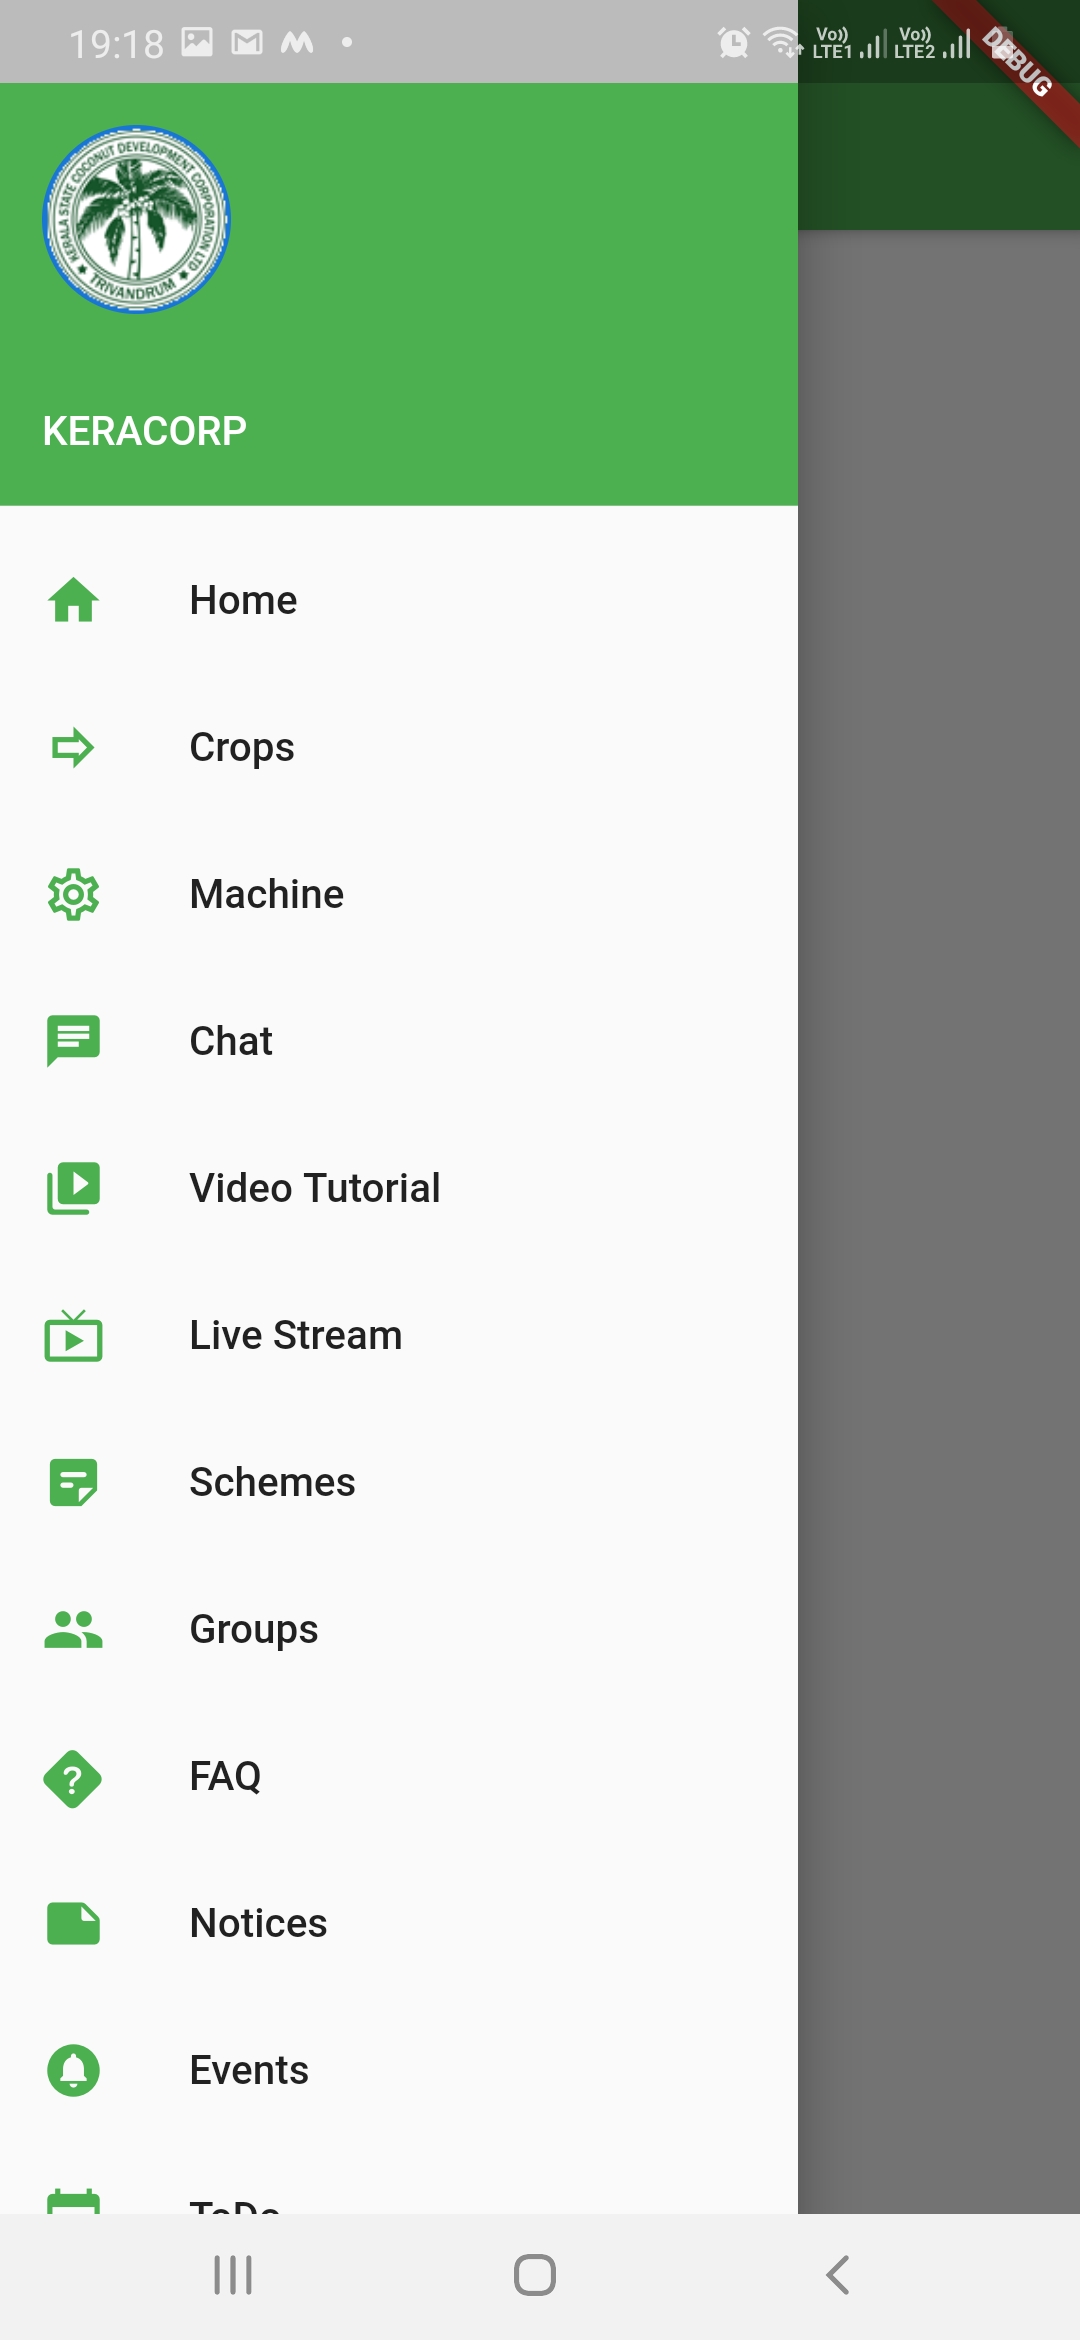 19:18
Vo)) LTE1 Vo)) LTE2
DEBUG
KERALA STATE COCONUT DEVELOPMENT CORPORATION LTD
TRIVANDRUM
KERACORP
Home
Crops
Machine
Chat
Video Tutorial
Live Stream
Schemes
Groups
FAQ
Notices
Events
ToDo